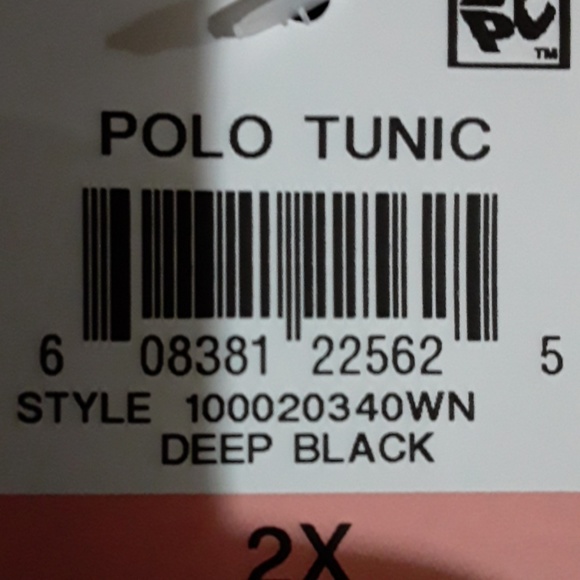 PC
TM
POLO TUNIC
6 08381 22562 5
STYLE 100020340WN
DEEP BLACK
2X